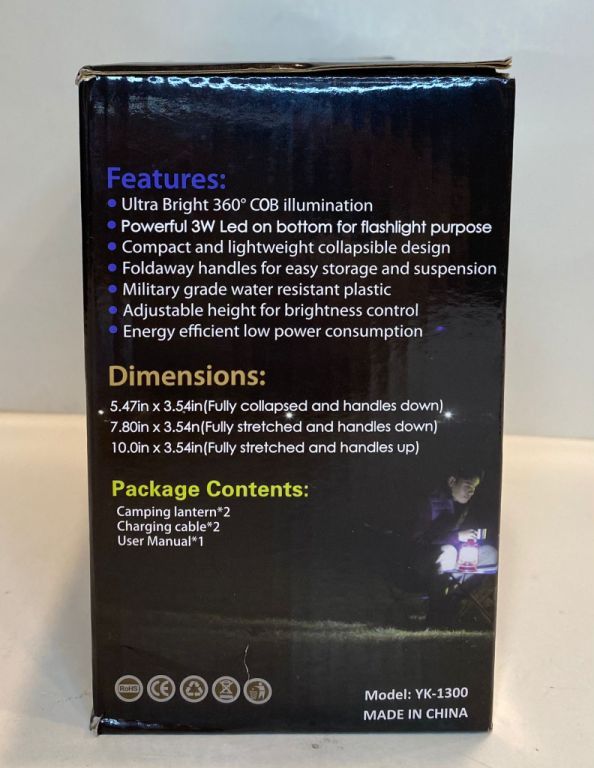 Features:
• Ultra Bright 360° COB illumination
• Powerful 3W Led on bottom for flashlight purpose
• Compact and lightweight collapsible design
• Foldaway handles for easy storage and suspension
• Military grade water resistant plastic
• Adjustable height for brightness control
• Energy efficient low power consumption
Dimensions:
5.47in x 3.54in(Fully collapsed and handles down)
7.80in x 3.54n(Fully stretched and handles down)
10.0in x 3.54in(Fully stretched and handles up)
Package Contents:
Camping lantern*2
Charging cable*2
User Manual*1
RoHS CE
Model: YK-1300
MADE IN CHINA